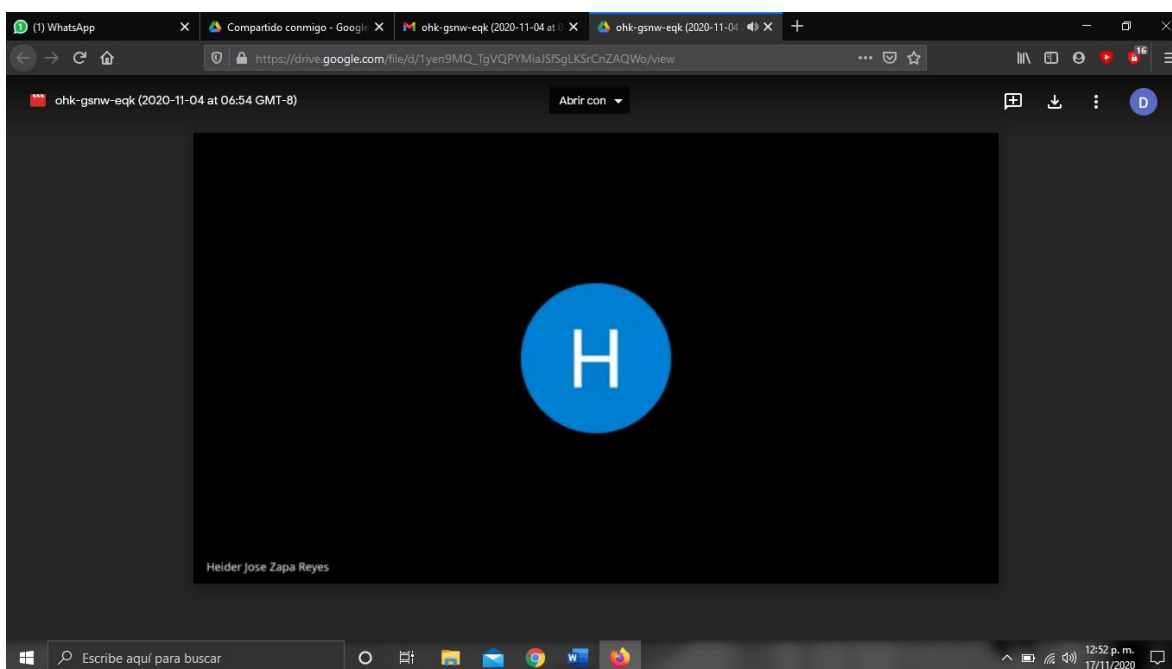 (1) WhatsApp
Compartido conmigo - Google
ohk-gsnw-eqk (2020-11-04 at 0
ohk-gsnw-eqk (2020-11-04
https://drive.google.com/file/d/1yen9MQ_TgVQPYMiaJSfSgLKSrCnZAQWo/view
16
ohk-gsnw-eqk (2020-11-04 at 06:54 GMT-8)
Abrir con
D
H
Heider Jose Zapa Reyes
Escribe aquí para buscar
12:52 p. m.
17/11/2020